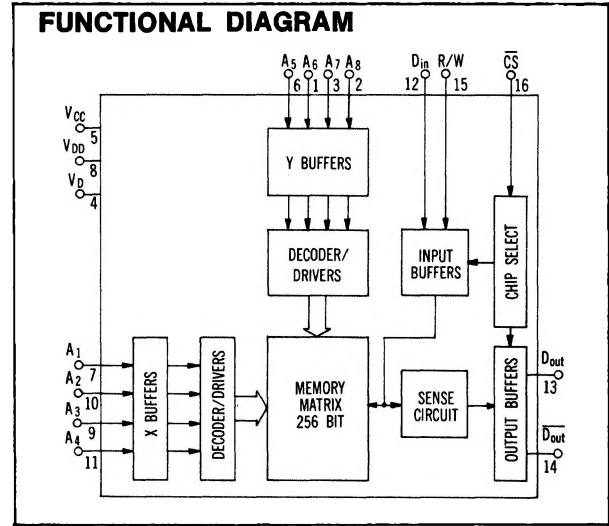 FUNCTIONAL DIAGRAM
A5 A6 A7 A8 Din R/W C̅S̅
6 1 3 2 12 15 16
VCC
5
VDD
8
VD
4
Y BUFFERS
DECODER/
DRIVERS
INPUT
BUFFERS
CHIP SELECT
A1
7
A2
10
A3
9
A4
11
X BUFFERS
DECODER/DRIVERS
MEMORY
MATRIX
256 BIT
SENSE
CIRCUIT
OUTPUT BUFFERS
Dout
13
D̅o̅u̅t̅
14